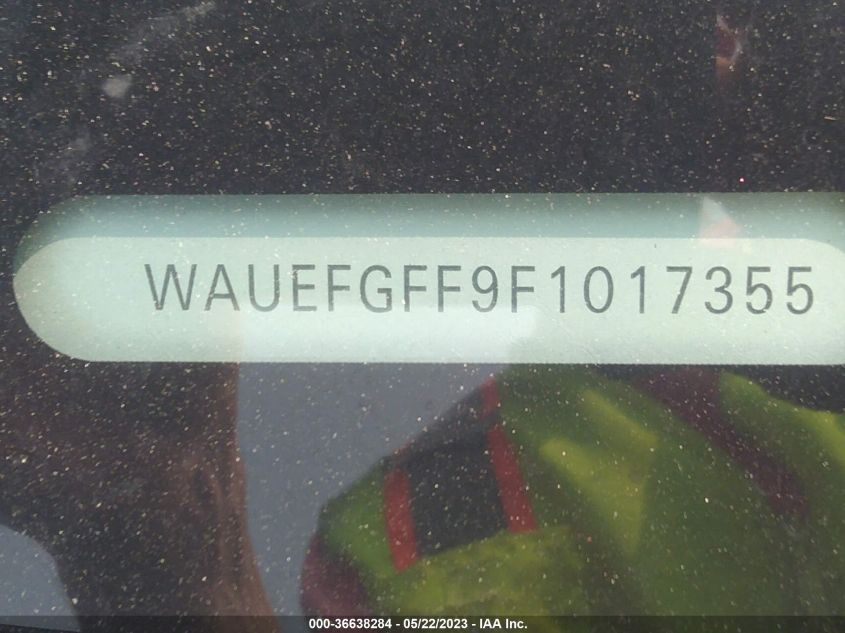 WAUEFGFF9F1017355
000-36638284 - 05/22/2023 - IAA Inc.